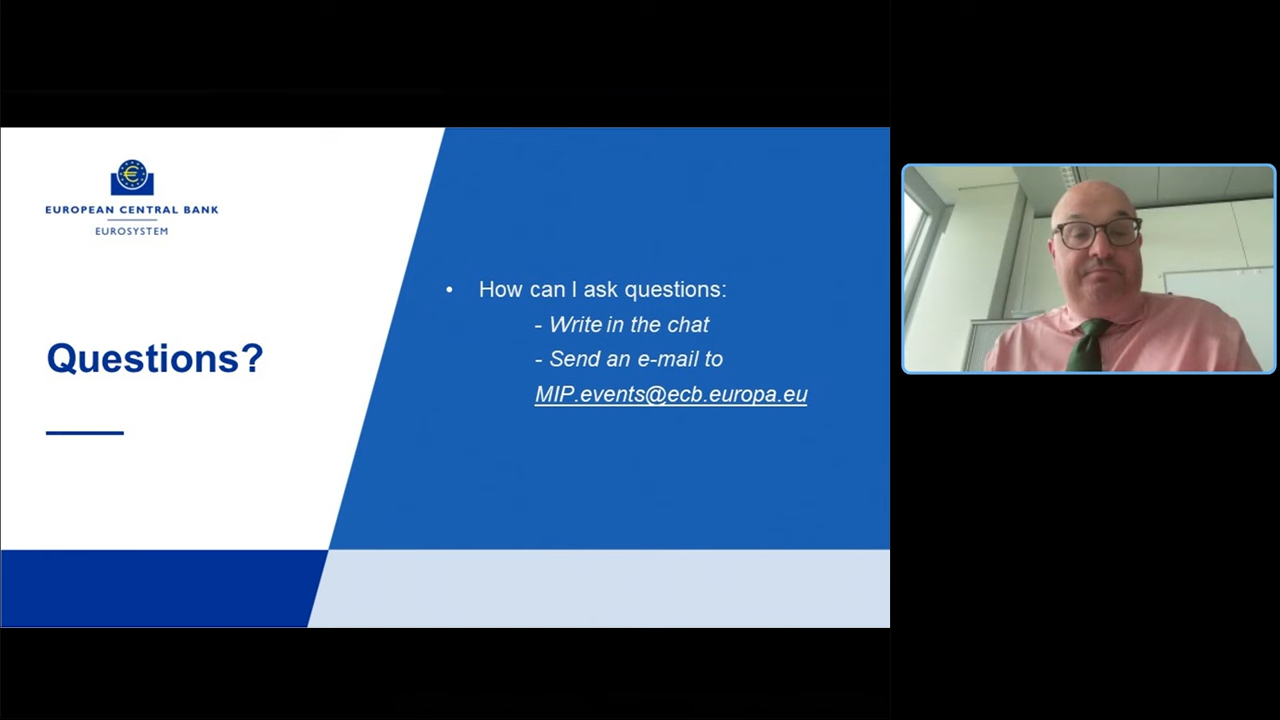 EUROPEAN CENTRAL BANK
EUROSYSTEM
Questions?
• How can I ask questions:
- Write in the chat
- Send an e-mail to
MIP.events@ecb.europa.eu